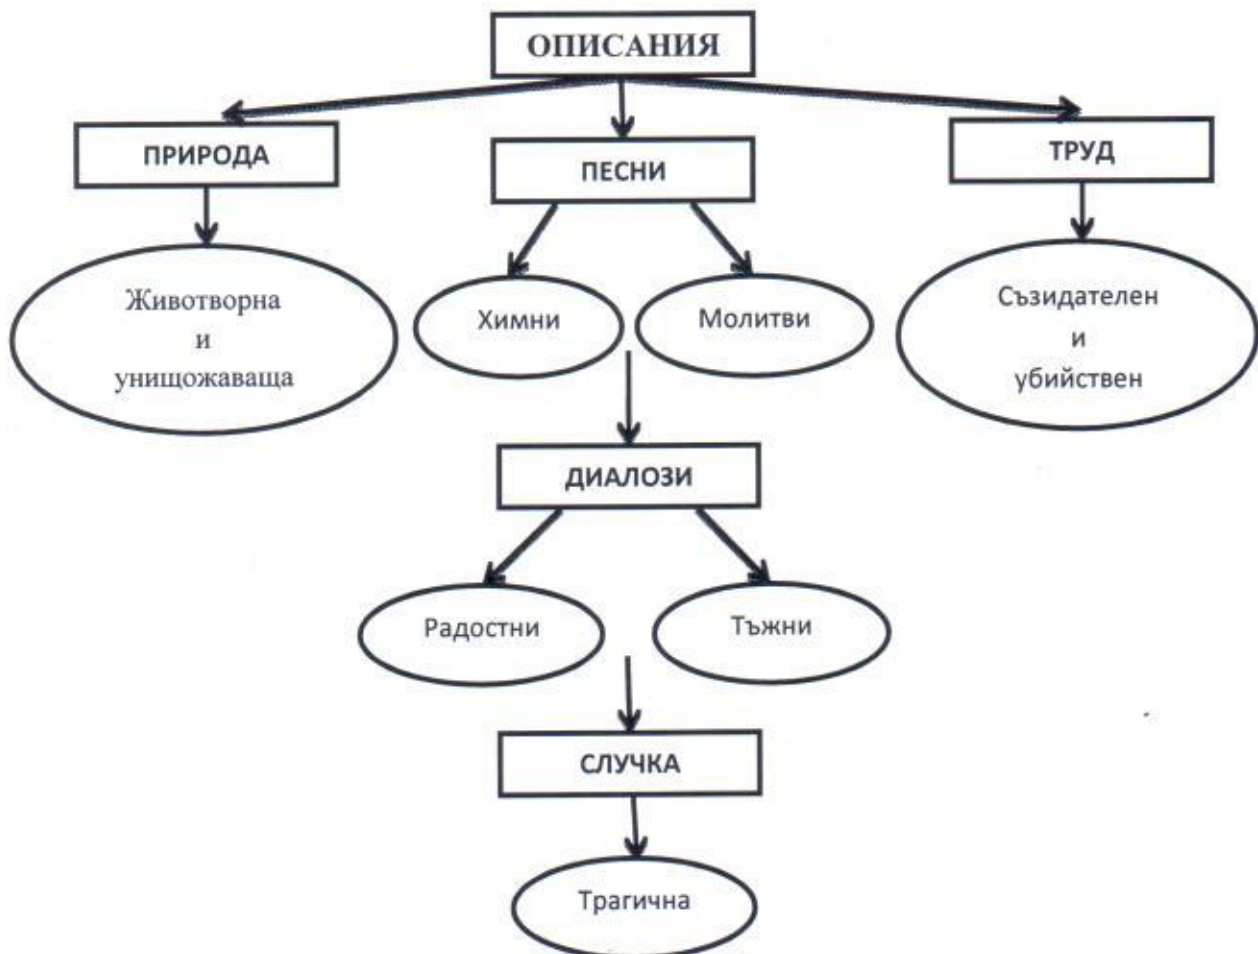 ОПИСАНИЯ
ПРИРОДА
ПЕСНИ
ТРУД
Животворна
и
унищожаваща
Химни
Молитви
Съзидателен
и
убийствен
ДИАЛОЗИ
Радостни
Тъжни
СЛУЧКА
Трагична